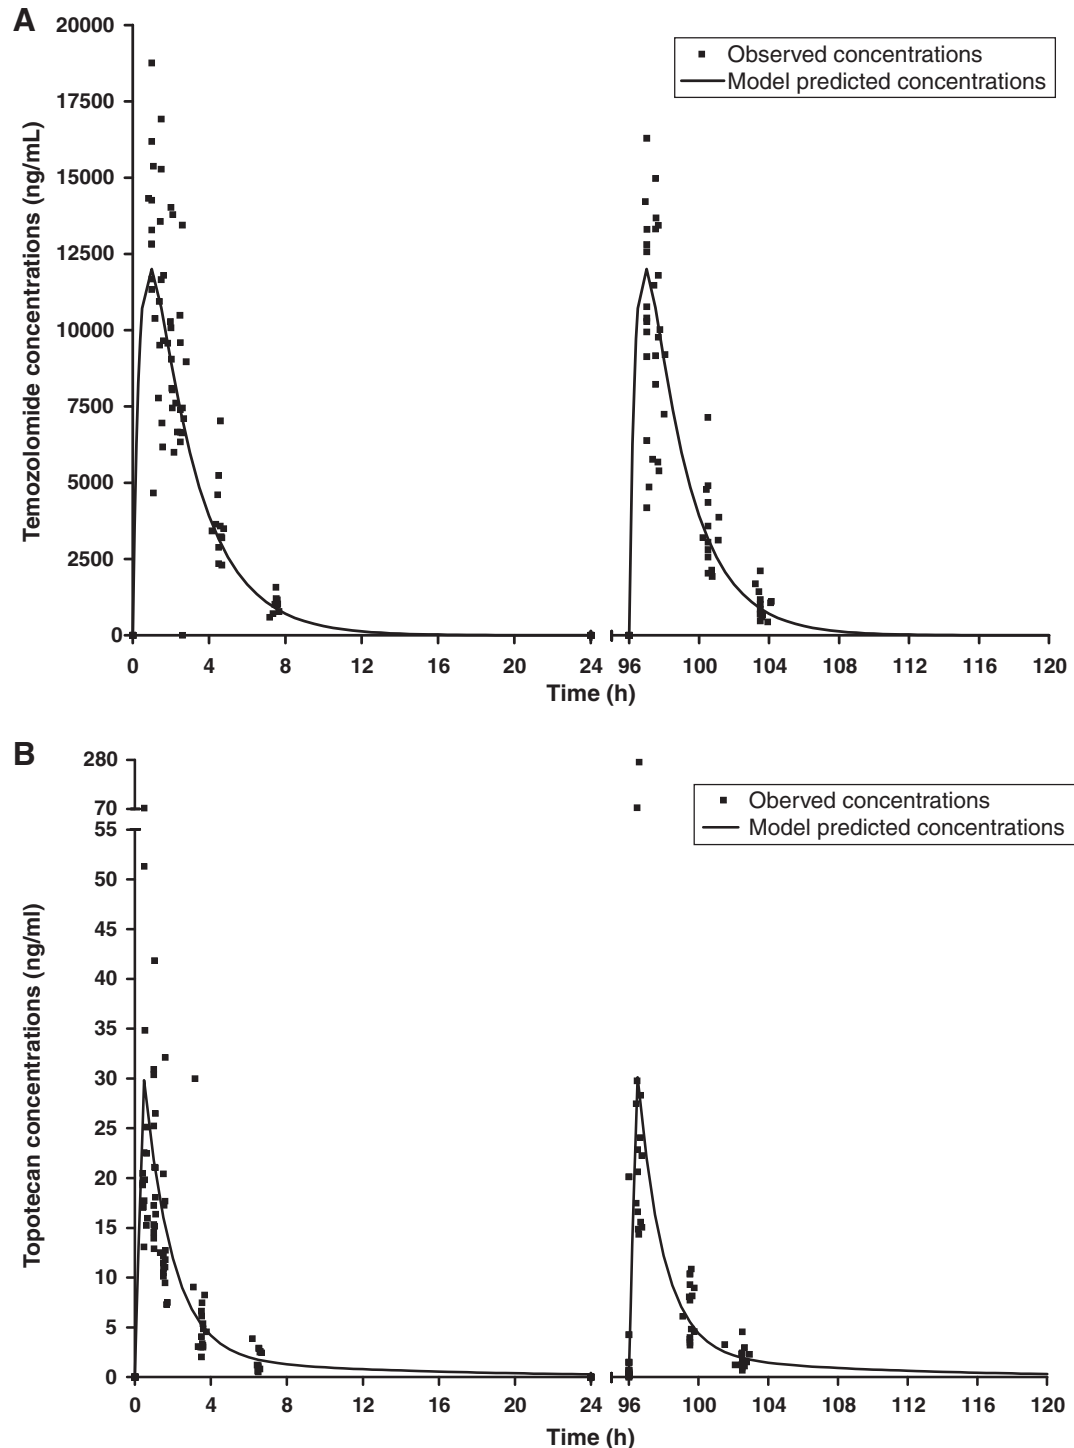 A
20000
17500
15000
12500
10000
7500
5000
2500
0
Temozolomide concentrations (ng/mL)
Observed concentrations
Model predicted concentrations
0 4 8 12 16 20 24 96 100 104 108 112 116 120
Time (h)
B
280
70
55
50
45
40
35
30
25
20
15
10
5
0
Topotecan concentrations (ng/ml)
Oberved concentrations
Model predicted concentrations
0 4 8 12 16 20 24 96 100 104 108 112 116 120
Time (h)